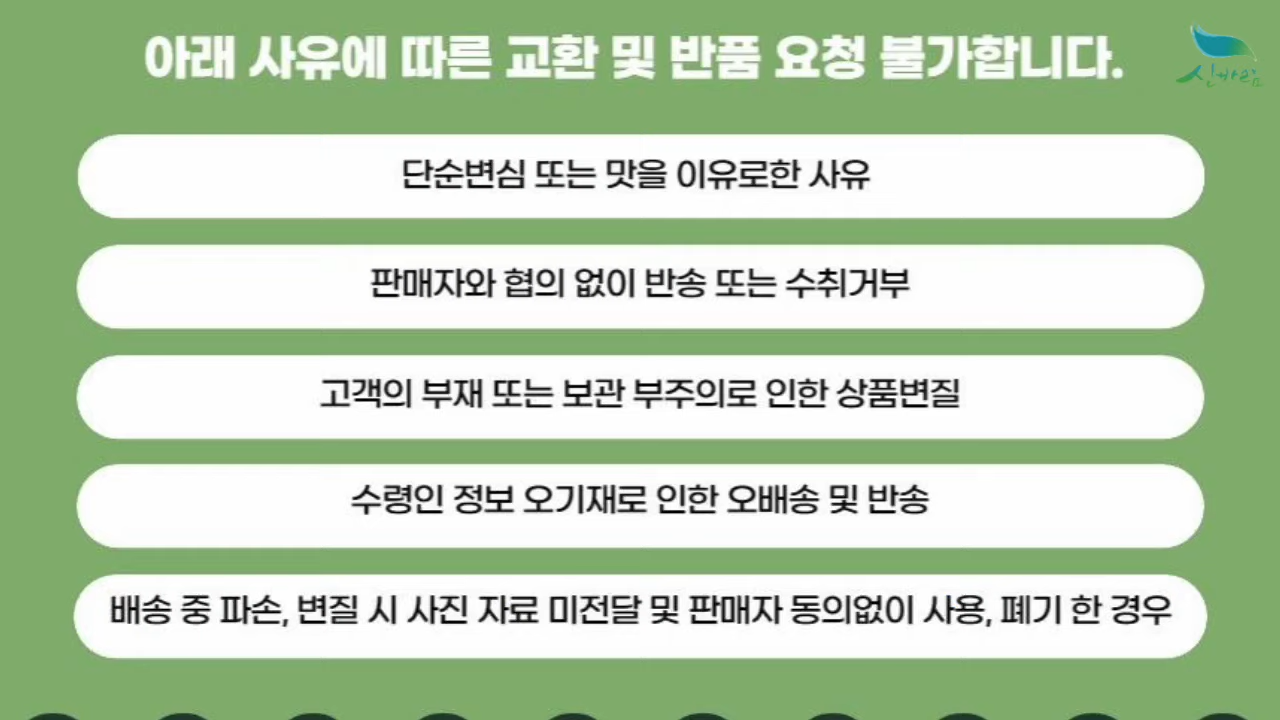 아래 사유에 따른 교환 및 반품 요청 불가합니다.
신바람
단순변심 또는 맛을 이유로한 사유
판매자와 협의 없이 반송 또는 수취거부
고객의 부재 또는 보관 부주의로 인한 상품변질
수령인 정보 오기재로 인한 오배송 및 반송
배송 중 파손, 변질 시 사진 자료 미전달 및 판매자 동의없이 사용, 폐기 한 경우